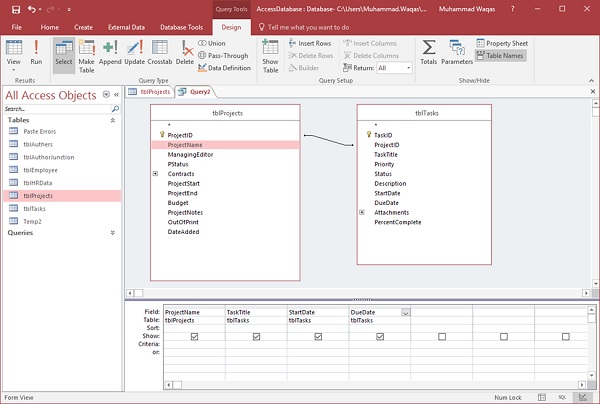 Query Tools
AccessDatabase : Database- C:\Users\Muhammad.Waqas\...
Muhammad Waqas
?
File Home Create External Data Database Tools Design Tell me what you want to do
View Run Select Make Table Append Update Crosstab Delete
Union
Pass-Through
Data Definition
Show Table
Insert Rows
Delete Rows
Builder
Insert Columns
Delete Columns
Return: All
Totals Parameters
Property Sheet
Table Names
Results Query Type Query Setup Show/Hide
All Access Objects
Search...
Tables
Paste Errors
tblAuthers
tblAuthorJunction
tblEmployee
tblHRData
tblProjects
tblTasks
Temp2
Queries
tblProjects Query2
tblProjects
*
ProjectID
ProjectName
ManagingEditor
PStatus
Contracts
ProjectStart
ProjectEnd
Budget
ProjectNotes
OutOfPrint
DateAdded
tblTasks
*
TaskID
ProjectID
TaskTitle
Priority
Status
Description
StartDate
DueDate
Attachments
PercentComplete
Field: ProjectName TaskTitle StartDate DueDate
Table: tblProjects tblTasks tblTasks tblTasks
Sort:
Show:
Criteria:
or:
Form View Num Lock SQL